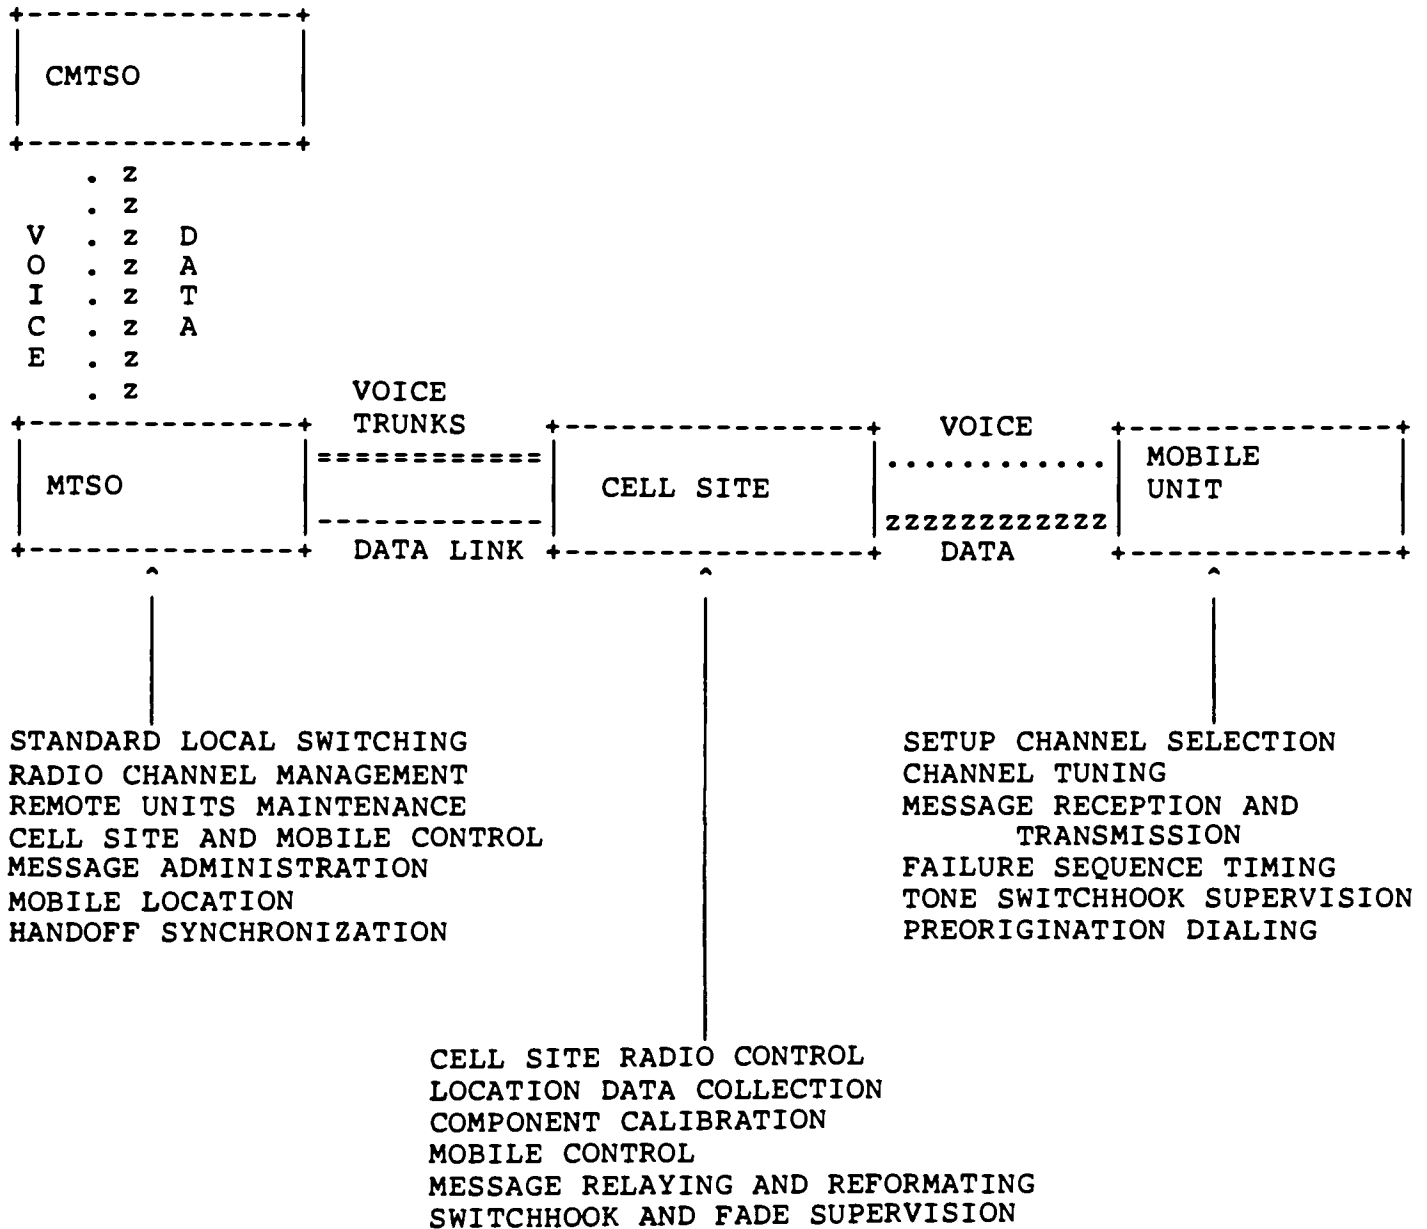 CMTSO
VOICE
DATA
VOICE
TRUNKS
MTSO
DATA LINK
CELL SITE
VOICE
DATA
MOBILE
UNIT
STANDARD LOCAL SWITCHING
RADIO CHANNEL MANAGEMENT
REMOTE UNITS MAINTENANCE
CELL SITE AND MOBILE CONTROL
MESSAGE ADMINISTRATION
MOBILE LOCATION
HANDOFF SYNCHRONIZATION
SETUP CHANNEL SELECTION
CHANNEL TUNING
MESSAGE RECEPTION AND
TRANSMISSION
FAILURE SEQUENCE TIMING
TONE SWITCHHOOK SUPERVISION
PREORIGINATION DIALING
CELL SITE RADIO CONTROL
LOCATION DATA COLLECTION
COMPONENT CALIBRATION
MOBILE CONTROL
MESSAGE RELAYING AND REFORMATING
SWITCHHOOK AND FADE SUPERVISION